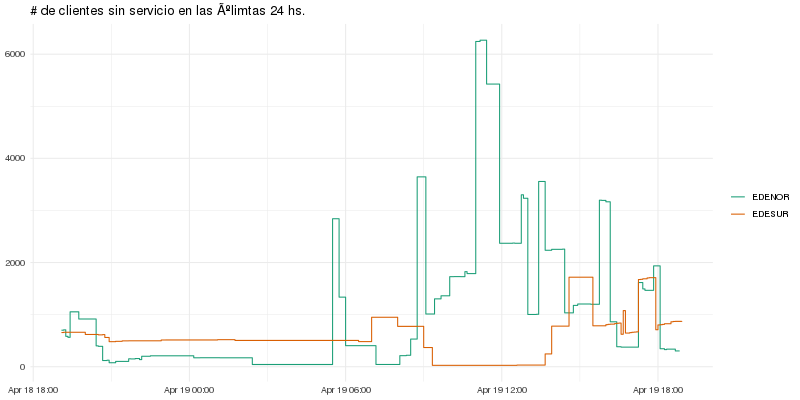 # de clientes sin servicio en las Ãºlimtas 24 hs.
6000
4000
2000
0
Apr 18 18:00
Apr 19 00:00
Apr 19 06:00
Apr 19 12:00
Apr 19 18:00
EDENOR
EDESUR